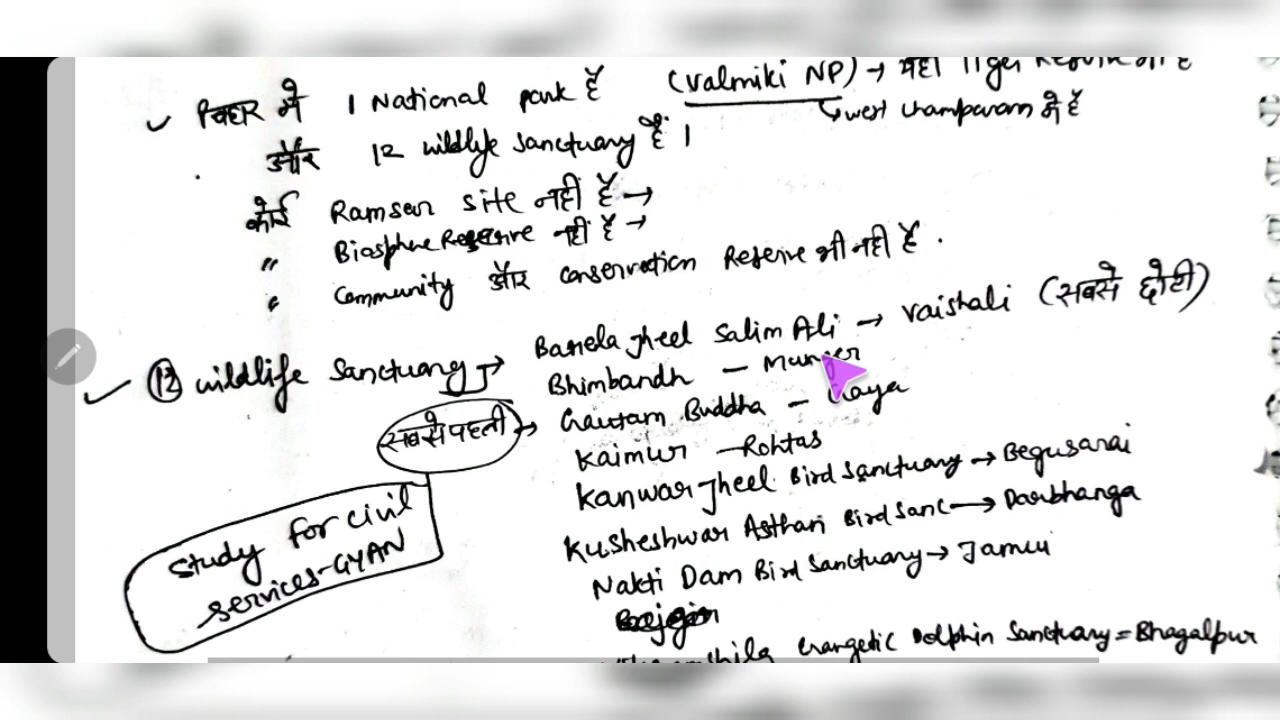 बिहार में 1 National park हैं (Valmiki NP) → यहाँ Tiger Reserve भी है
↳ west champaran में हैं
और 12 wildlife Sanctuary हैं ।
कोई Ramsar site नहीं हैं →
" Biosphere Reserve नहीं हैं →
" Community और conservation Reserve भी नहीं हैं .
⑫ wildlife Sanctuary → Barela Jheel Salim Ali → Vaishali (सबसे छोटी)
Bhimbandh — Munger
सबसे पहली → Gautam Buddha — Gaya
Kaimur — Rohtas
Kanwar Jheel Bird Sanctuary → Begusarai
Kusheshwar Asthan Bird Sanc → Darbhanga
Nakti Dam Bird Sanctuary → Jamui
Study for civil
services-GYAN
Gangetic Dolphin Sanctuary = Bhagalpur